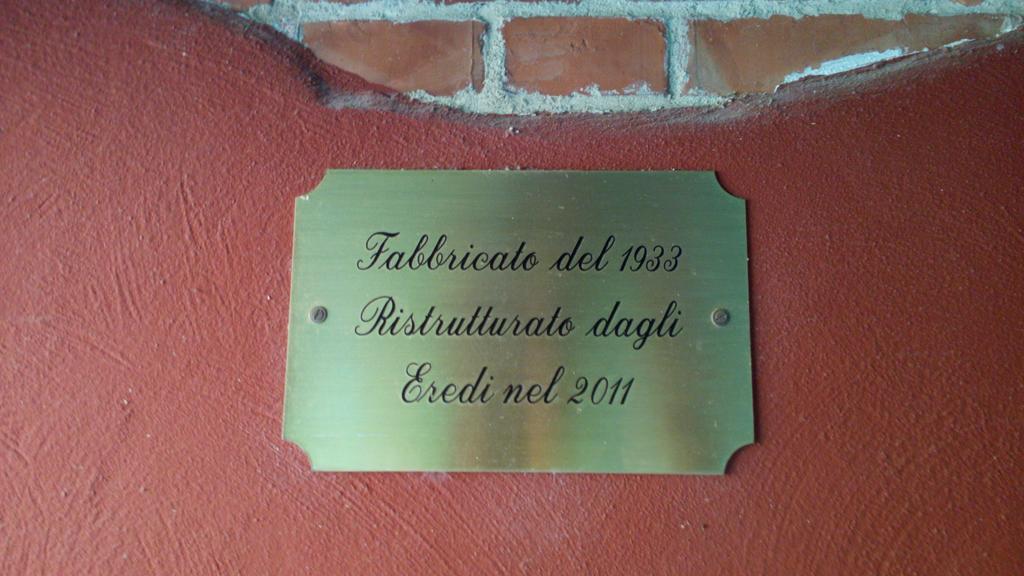 Fabbricato del 1933
Ristrutturato dagli
Eredi nel 2011